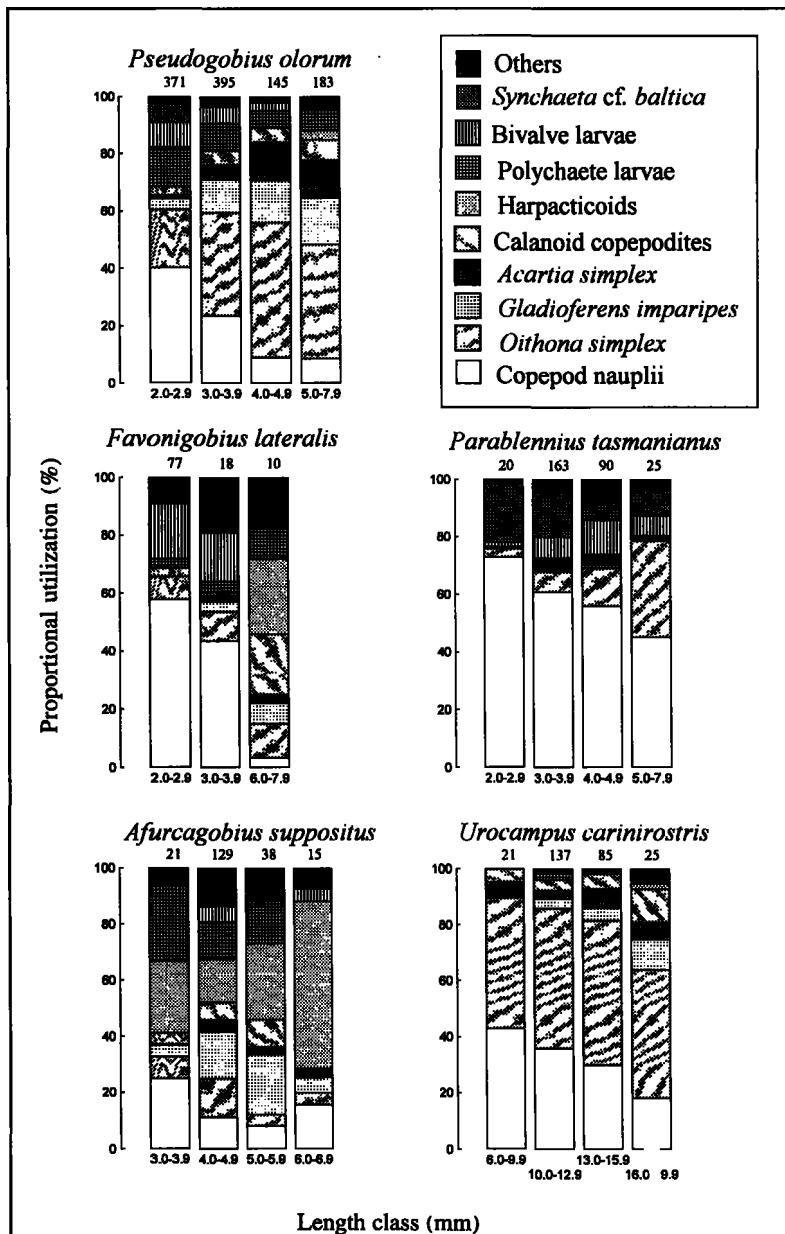 Pseudogobius olorum
371 395 145 183
100
80
60
40
20
0
2.0-2.9 3.0-3.9 4.0-4.9 5.0-7.9
Others
Synchaeta cf. baltica
Bivalve larvae
Polychaete larvae
Harpacticoids
Calanoid copepodites
Acartia simplex
Gladioferens imparipes
Oithona simplex
Copepod nauplii
Proportional utilization (%)
Favonigobius lateralis
77 18 10
100
80
60
40
20
0
2.0-2.9 3.0-3.9 6.0-7.9
Parablennius tasmanianus
20 163 90 25
100
80
60
40
20
0
2.0-2.9 3.0-3.9 4.0-4.9 5.0-7.9
Afurcagobius suppositus
21 129 38 15
100
80
60
40
20
0
3.0-3.9 4.0-4.9 5.0-5.9 6.0-6.9
Urocampus carinirostris
21 137 85 25
100
80
60
40
20
0
6.0-9.9 10.0-12.9 13.0-15.9 16.0 9.9
Length class (mm)